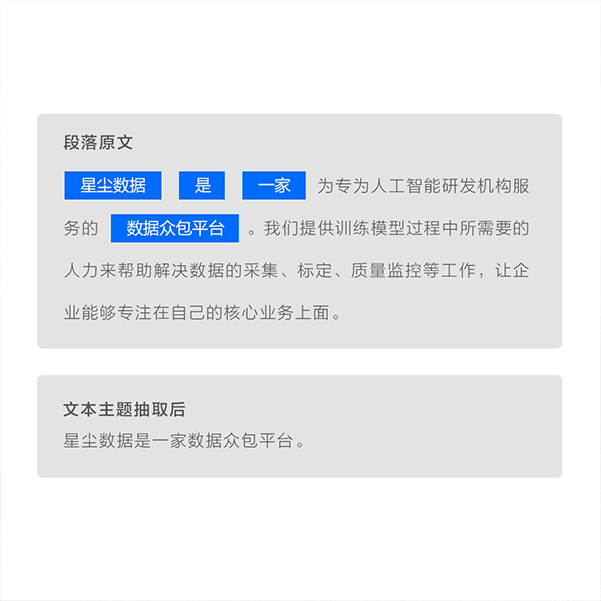 段落原文
星尘数据 是 一家 为专为人工智能研发机构服
务的 数据众包平台 。我们提供训练模型过程中所需要的
人力来帮助解决数据的采集、标定、质量监控等工作，让企
业能够专注在自己的核心业务上面。
文本主题抽取后
星尘数据是一家数据众包平台。